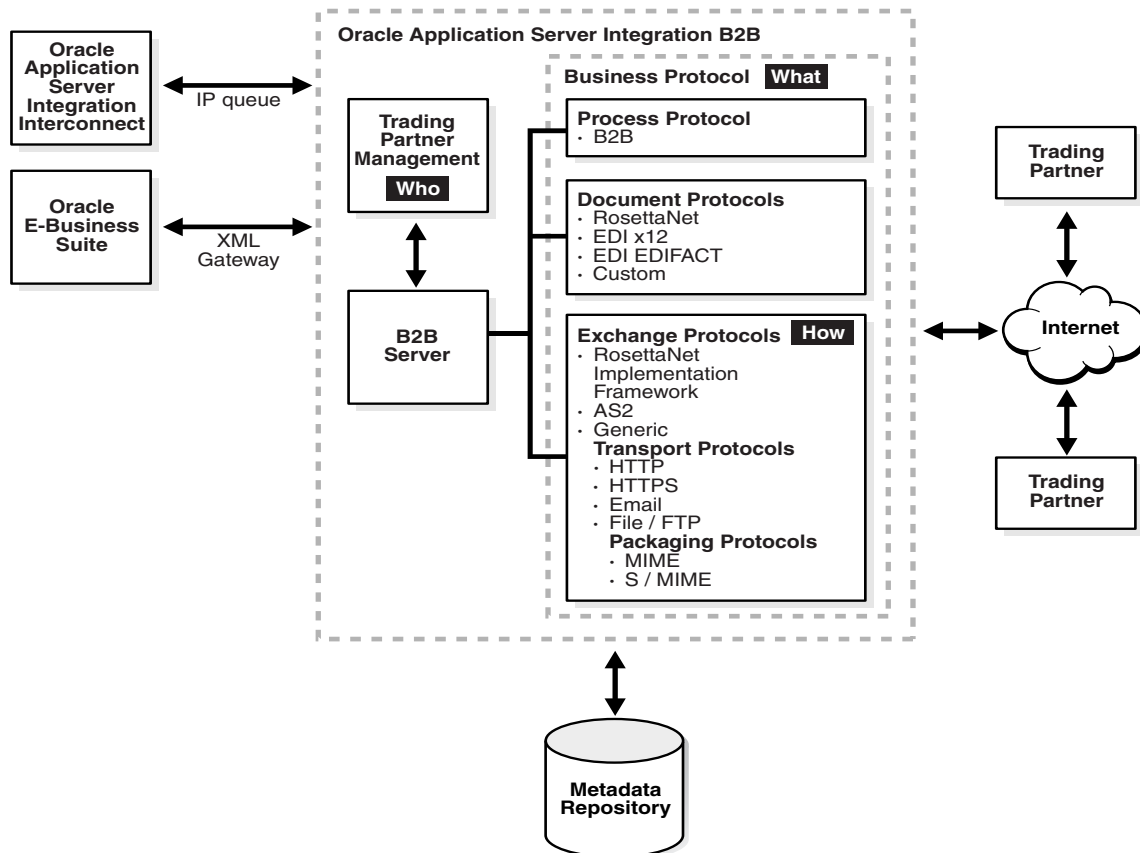 Oracle Application Server Integration B2B
Oracle
Application
Server
Integration
Interconnect
IP queue
Oracle
E-Business
Suite
XML
Gateway
Trading
Partner
Management
Who
B2B
Server
Business Protocol What
Process Protocol
· B2B
Document Protocols
· RosettaNet
· EDI x12
· EDI EDIFACT
· Custom
Exchange Protocols How
· RosettaNet
Implementation
Framework
· AS2
· Generic
Transport Protocols
· HTTP
· HTTPS
· Email
· File / FTP
Packaging Protocols
· MIME
· S / MIME
Trading
Partner
Internet
Trading
Partner
Metadada
Repository